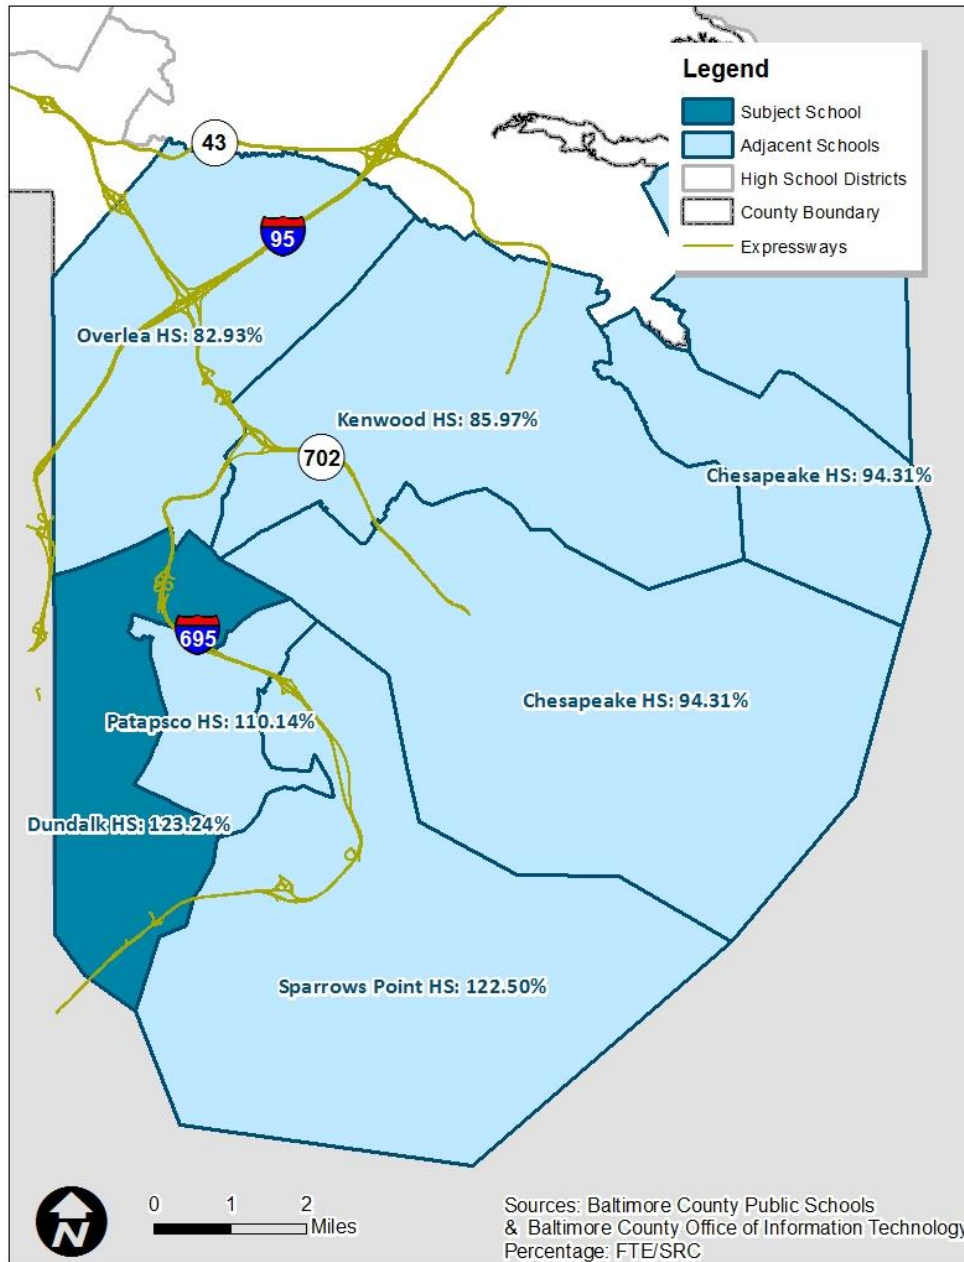 Legend
Subject School
Adjacent Schools
High School Districts
County Boundary
Expressways
43
95
Overlea HS: 82.93%
Kenwood HS: 85.97%
702
Chesapeake HS: 94.31%
695
Chesapeake HS: 94.31%
Patapsco HS: 110.14%
Dundalk HS: 123.24%
Sparrows Point HS: 122.50%
N
0 1 2
Miles
Sources: Baltimore County Public Schools
& Baltimore County Office of Information Technology
Percentage: FTE/SRC